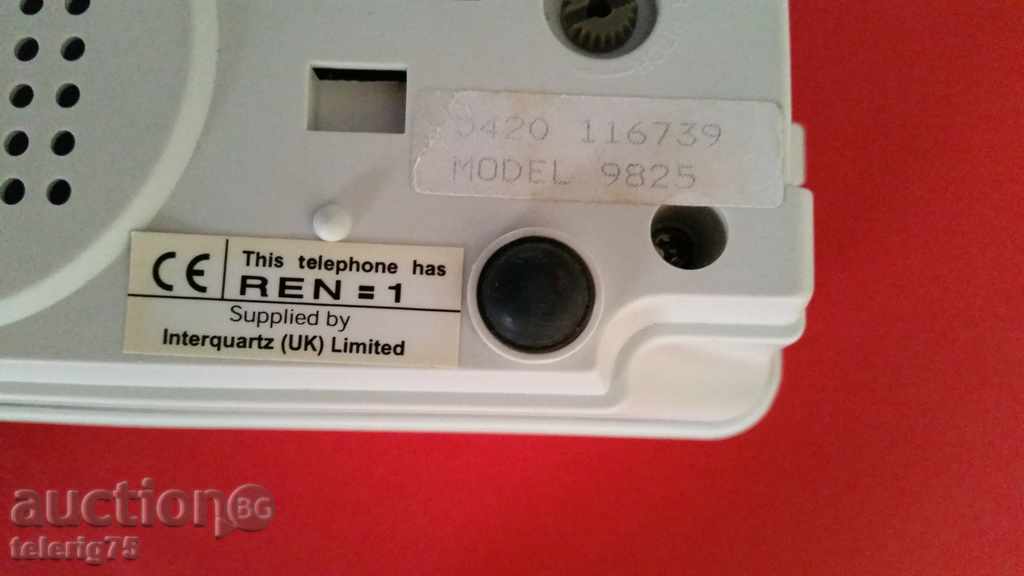 0420 116739
MODEL 9825
CE This telephone has
REN = 1
Supplied by
Interquartz (UK) Limited
auction BG
telerig75